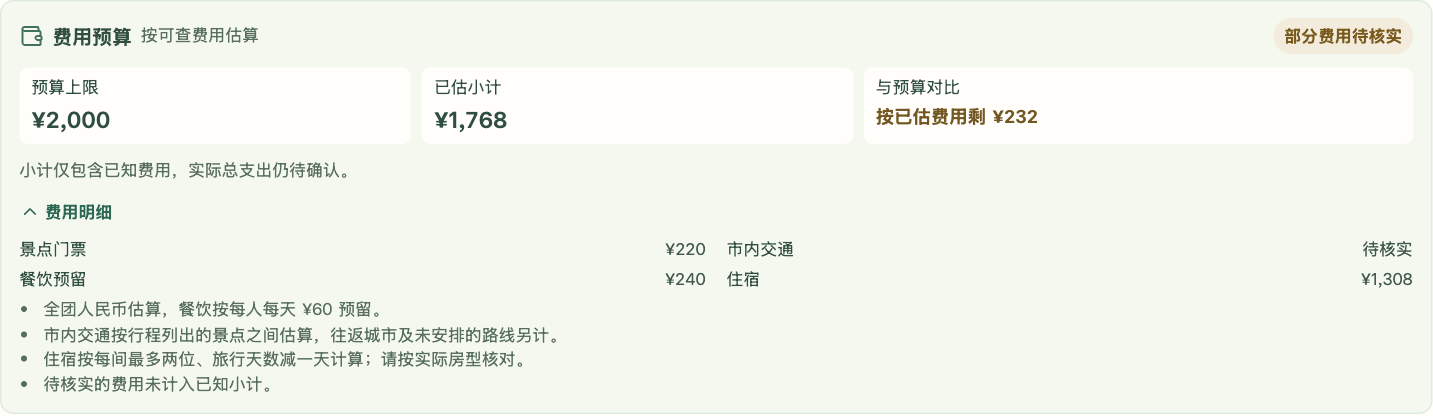 费用预算 按可查费用估算
部分费用待核实
预算上限
¥2,000
已估小计
¥1,768
与预算对比
按已估费用剩 ¥232
小计仅包含已知费用，实际总支出仍待确认。
费用明细
景点门票 ¥220
市内交通 待核实
餐饮预留 ¥240
住宿 ¥1,308
• 全团人民币估算，餐饮按每人每天 ¥60 预留。
• 市内交通按行程列出的景点之间估算，往返城市及未安排的路线另计。
• 住宿按每间最多两位、旅行天数减一天计算；请按实际房型核对。
• 待核实的费用未计入已知小计。